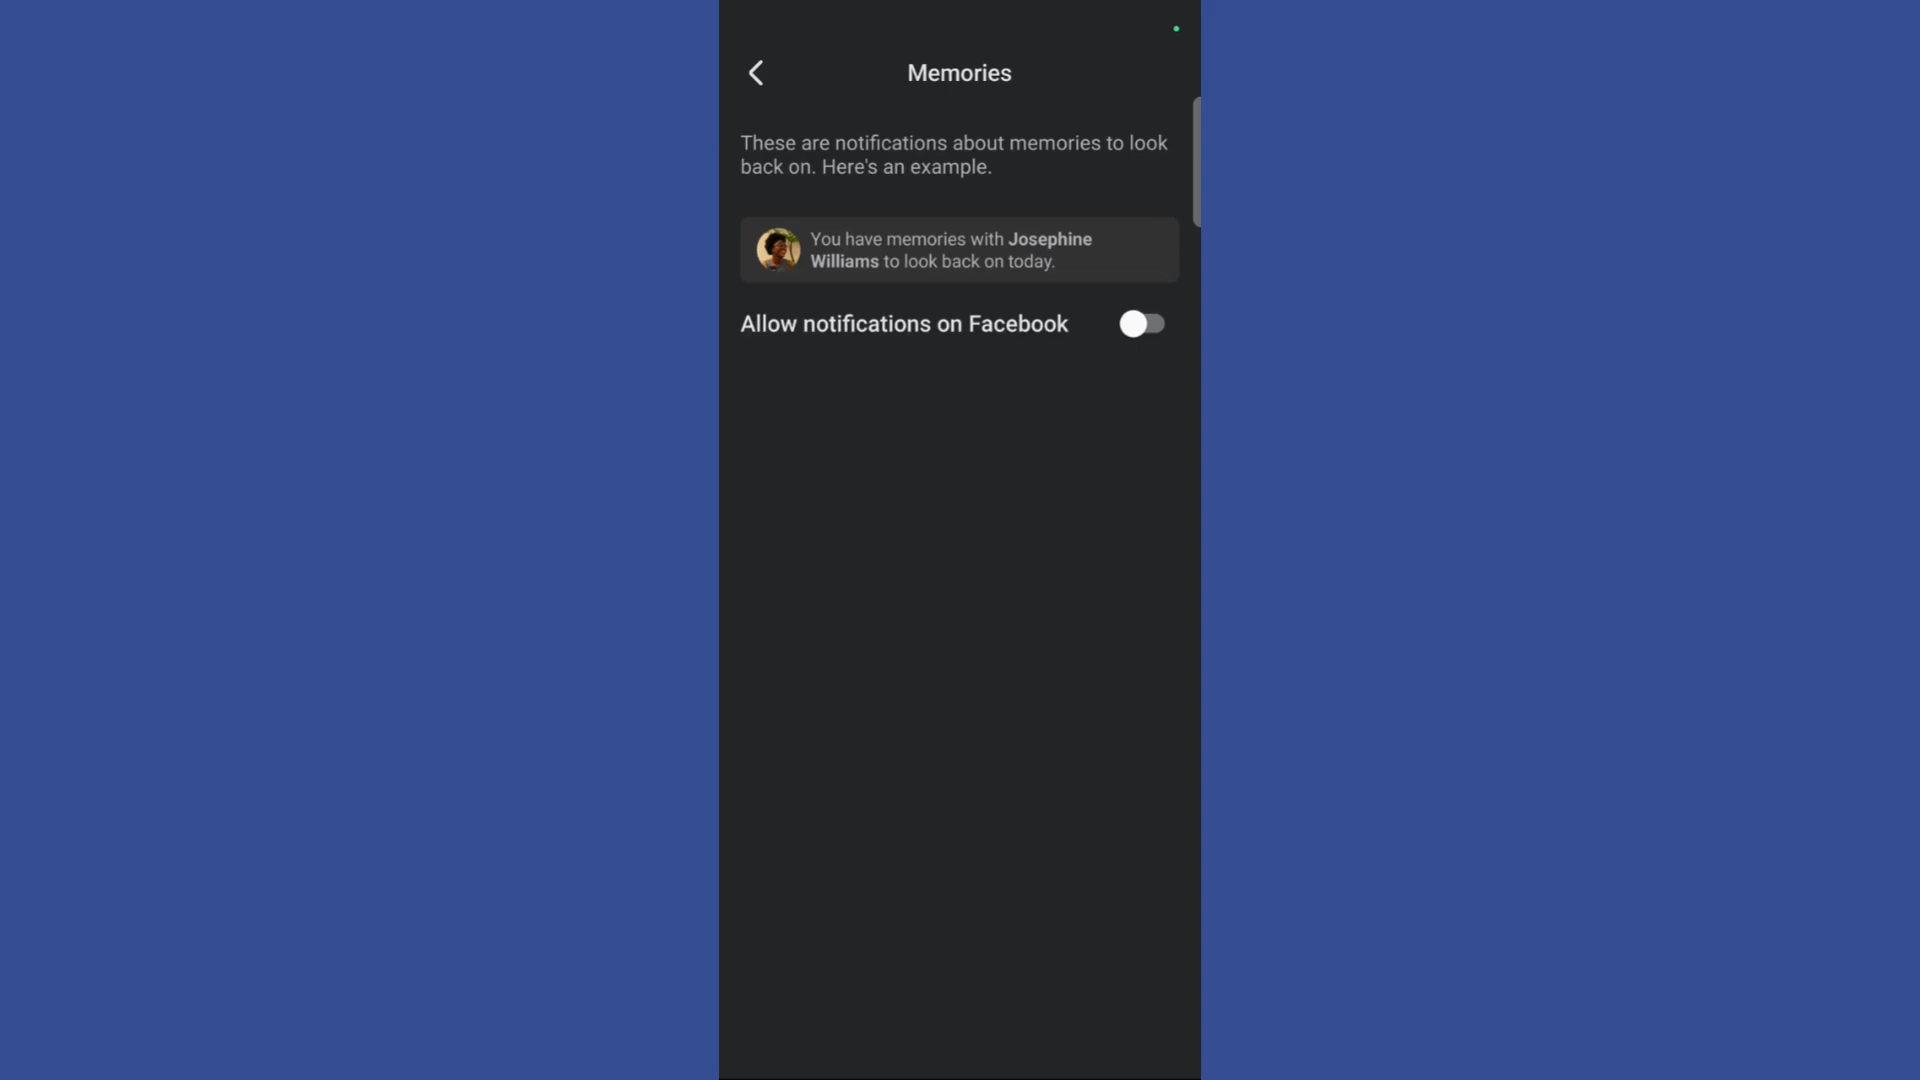 Memories
These are notifications about memories to look
back on. Here's an example.
You have memories with Josephine
Williams to look back on today.
Allow notifications on Facebook